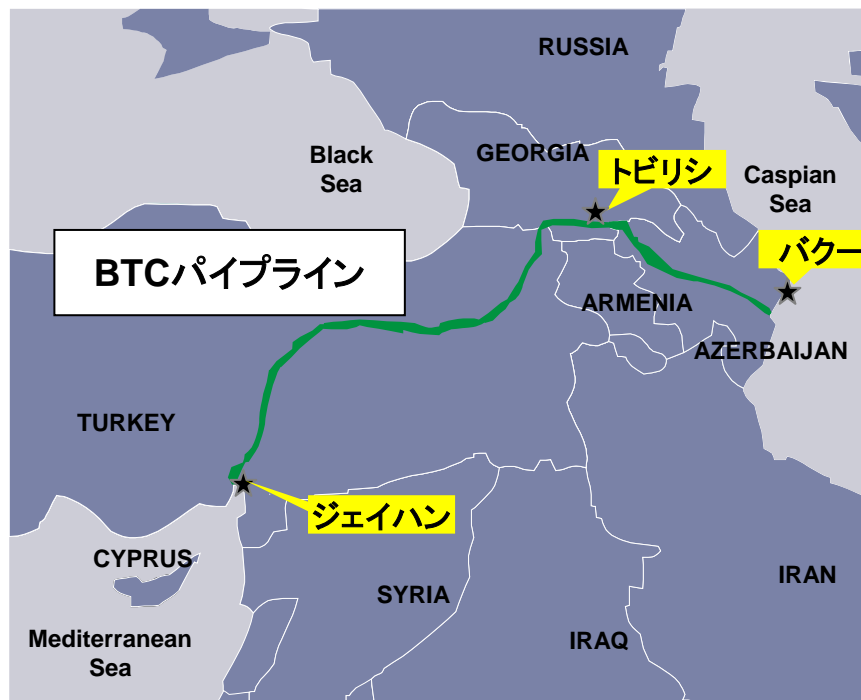 RUSSIA
Black
Sea
GEORGIA
トビリシ
Caspian
Sea
BTCパイプライン
バクー
ARMENIA
AZERBAIJAN
TURKEY
ジェイハン
CYPRUS
SYRIA
IRAN
Mediterranean
Sea
IRAQ